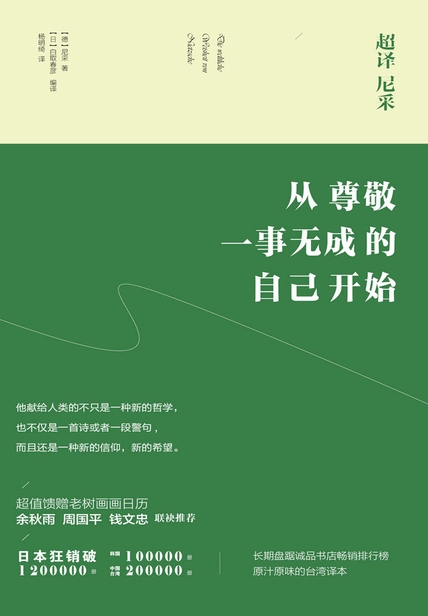 超译尼采
Die weltliche
Weisheit von
Nietzsche
【德】尼采 著
【日】白取春彦 编译
杨明绮 译
从尊敬
一事无成的
自己开始
他献给人类的不只是一种新的哲学，
也不仅是一首诗或者一段警句，
而且还是一种新的信仰，新的希望。
超值馈赠老树画画日历
余秋雨 周国平 钱文忠 联袂推荐
日本狂销破
1200000册
韩国 100000册
中国台湾 200000册
长期盘踞诚品书店畅销排行榜
原汁原味的台湾译本